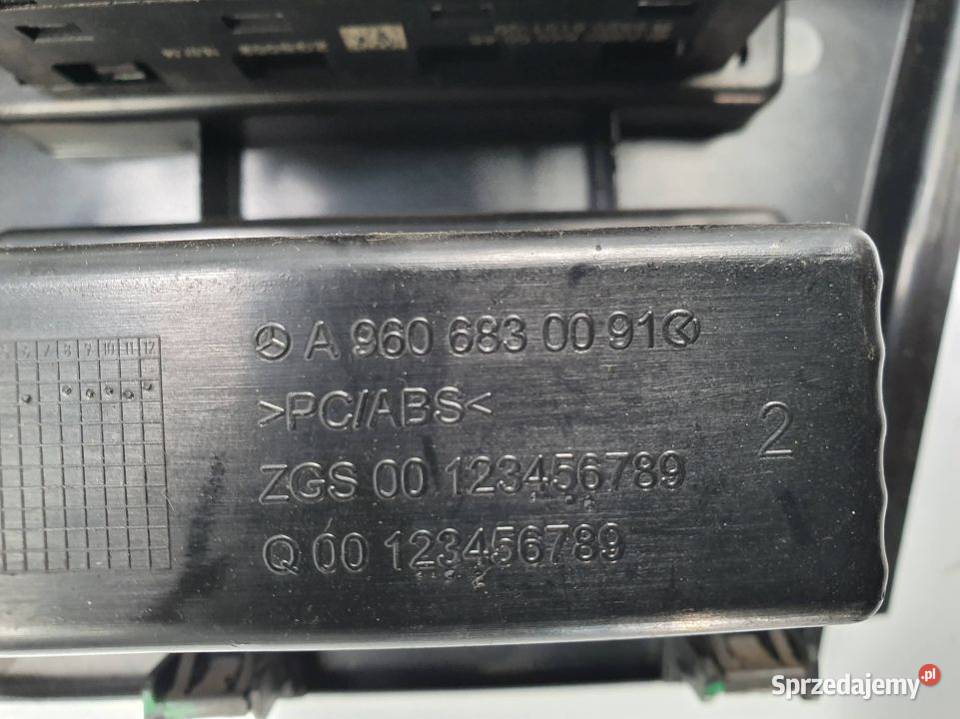 A 960 683 00 91
>PC/ABS<
2
ZGS 00 123456789
Q 00 123456789
Sprzedajemy.pl